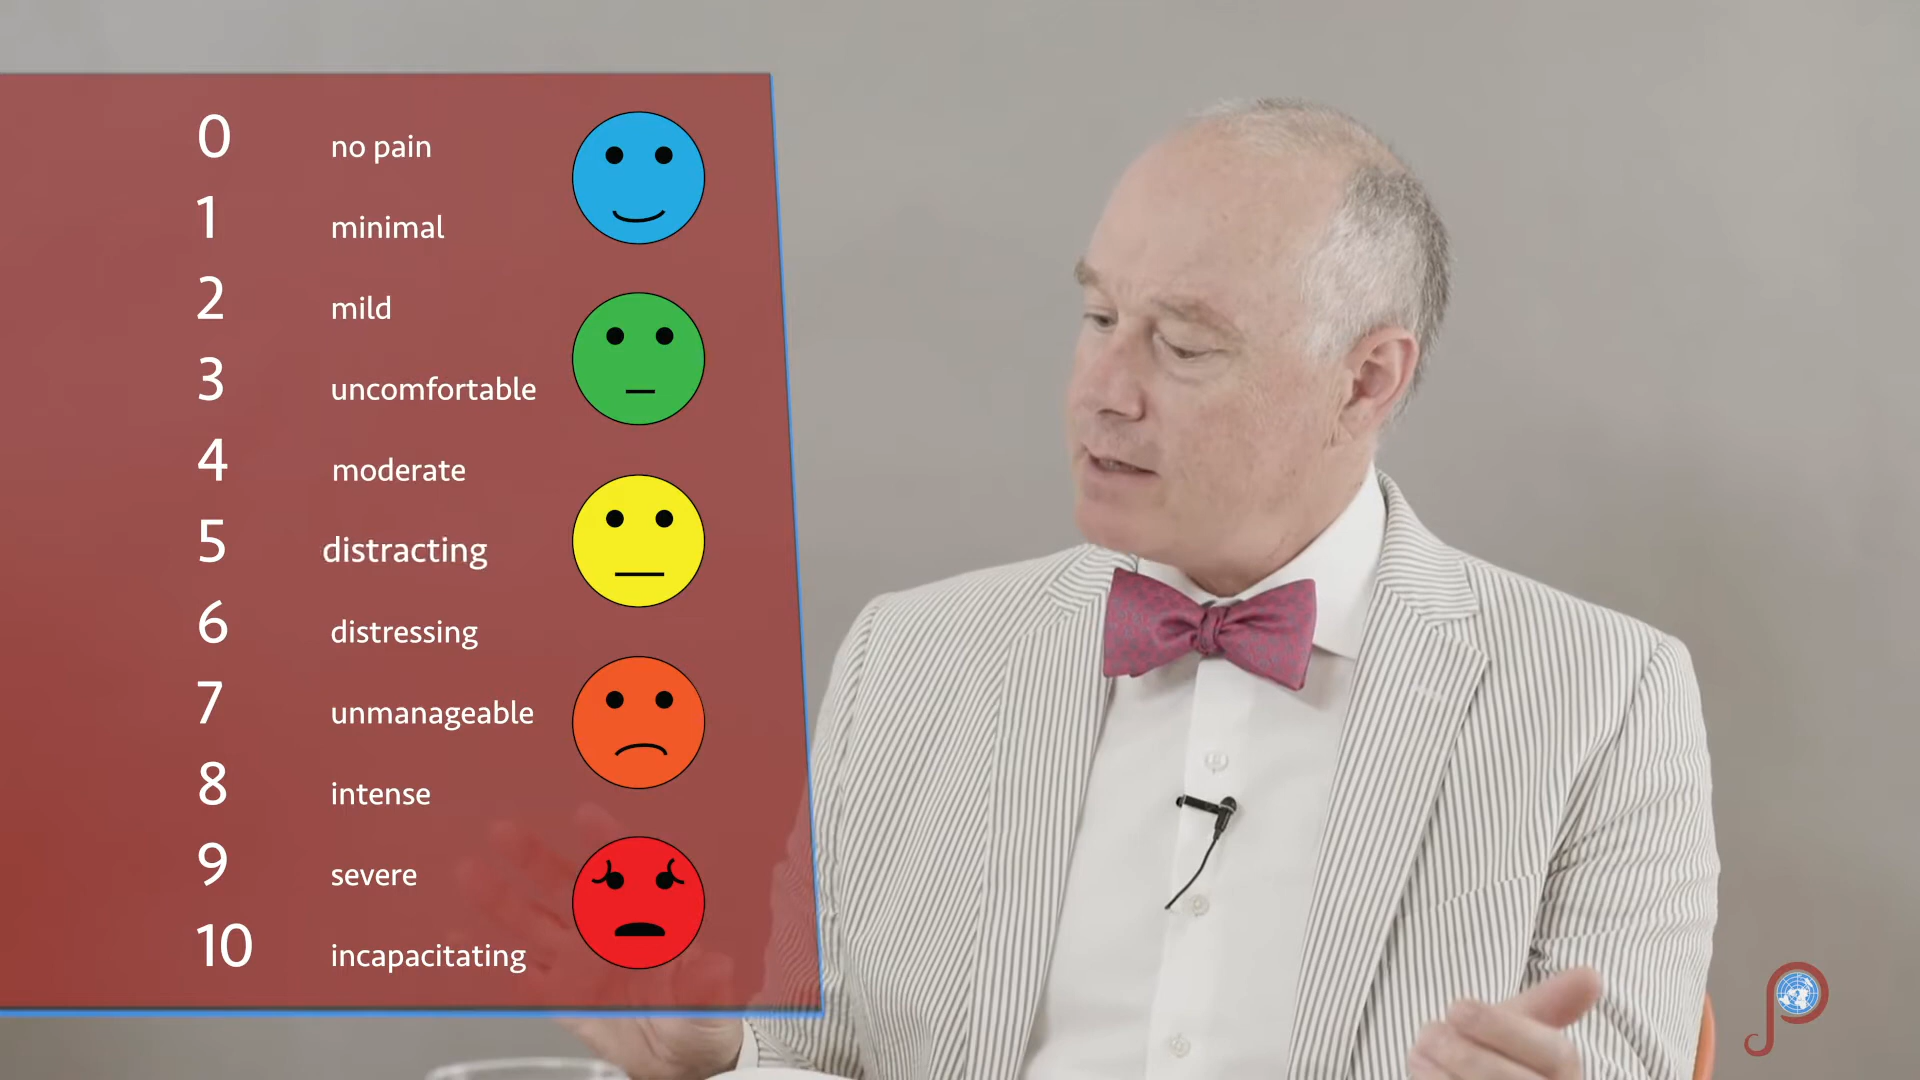 0 no pain
1 minimal
2 mild
3 uncomfortable
4 moderate
5 distracting
6 distressing
7 unmanageable
8 intense
9 severe
10 incapacitating